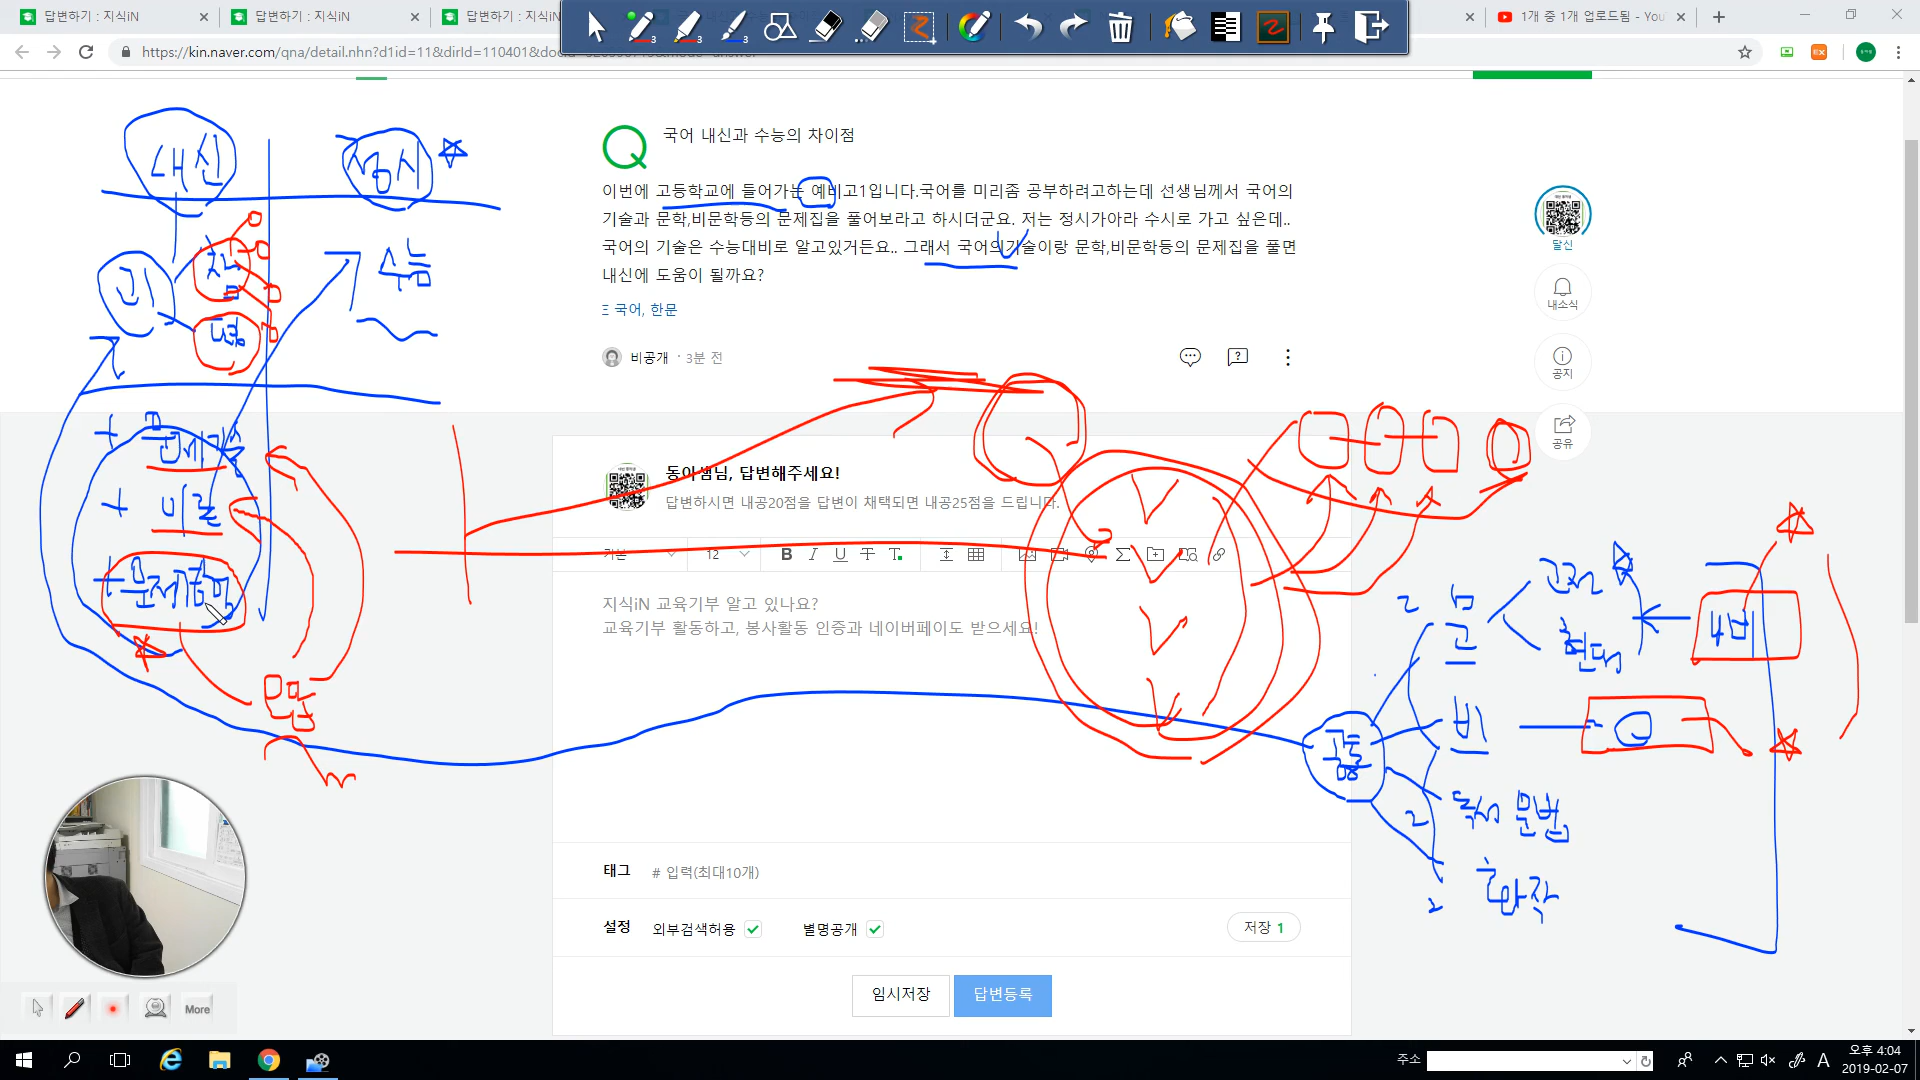 답변하기 : 지식iN
답변하기 : 지식iN
답변하기 : 지식iN
1개 중 1개 업로드됨 - You
https://kin.naver.com/qna/detail.nhn?d1id=11&dirId=110401&docId=
국어 내신과 수능의 차이점
이번에 고등학교에 들어가는 예비고1입니다.국어를 미리좀 공부하려고하는데 선생님께서 국어의
기술과 문학,비문학등의 문제집을 풀어보라고 하시더군요. 저는 정시가아라 수시로 가고 싶은데..
국어의 기술은 수능대비로 알고있거든요.. 그래서 국어의기술이랑 문학,비문학등의 문제집을 풀면
내신에 도움이 될까요?
국어, 한문
비공개 · 3분 전
탈신
내소식
공지
공유
내신
정시
수능
동아샘님, 답변해주세요!
답변하시면 내공20점을 답변이 채택되면 내공25점을 드립니다.
기본 12 B I U T T
지식iN 교육기부 알고 있나요?
교육기부 활동하고, 봉사활동 인증과 네이버페이도 받으세요!
+ 이론
+ 문제집
공통
2 문
고전
현대
비
독서 문법
2
2 화작
태그 # 입력(최대10개)
설정 외부검색허용 별명공개 저장 1
임시저장 답변등록
More
주소
A
오후 4:04
2019-02-07